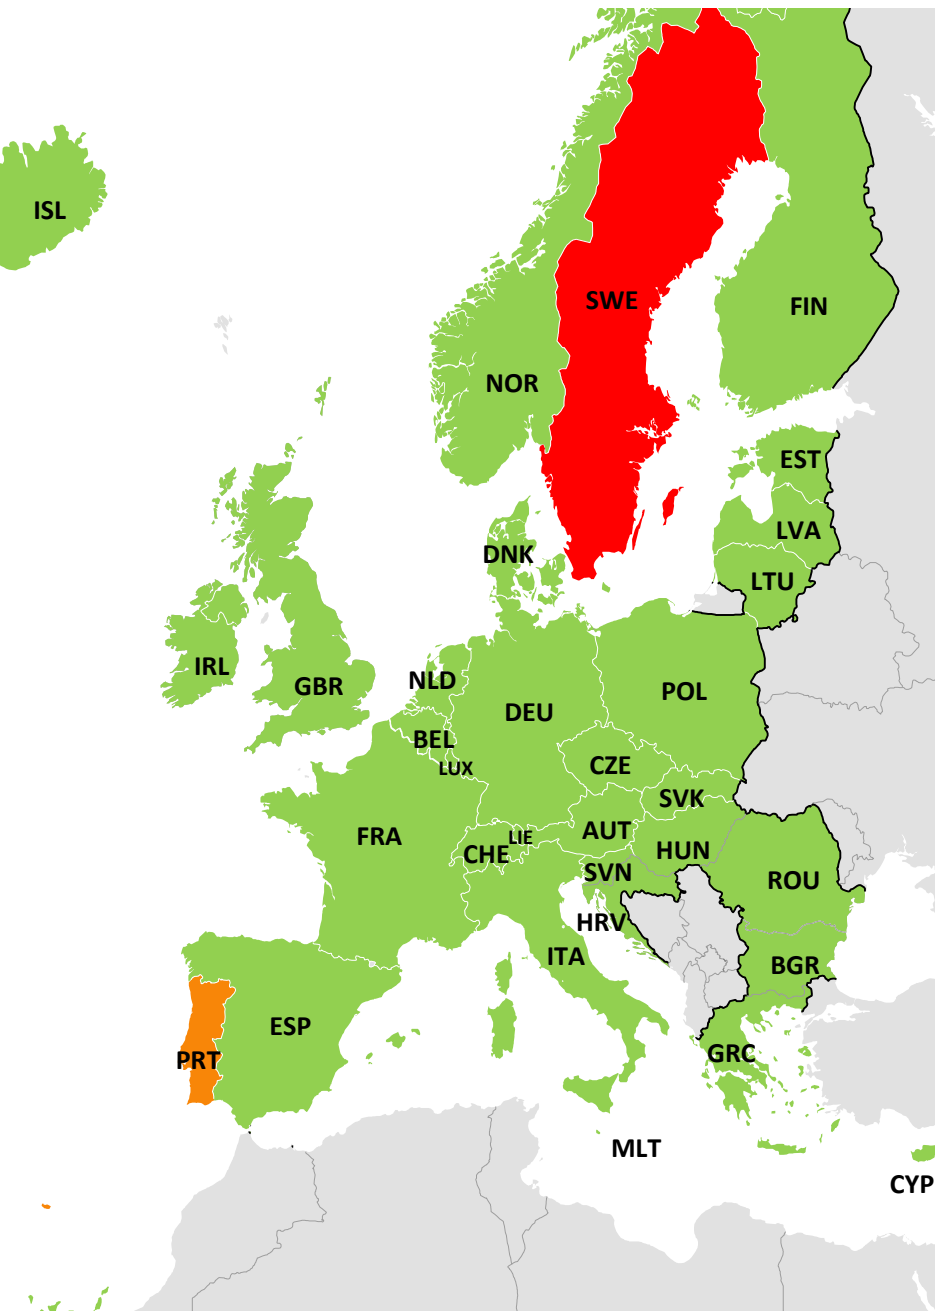 ISL
SWE
FIN
NOR
EST
LVA
DNK
LTU
IRL
GBR
NLD
DEU
POL
BEL
LUX
CZE
SVK
FRA
CHE
LIE
AUT
HUN
SVN
ROU
HRV
ITA
BGR
ESP
PRT
GRC
MLT
CYP